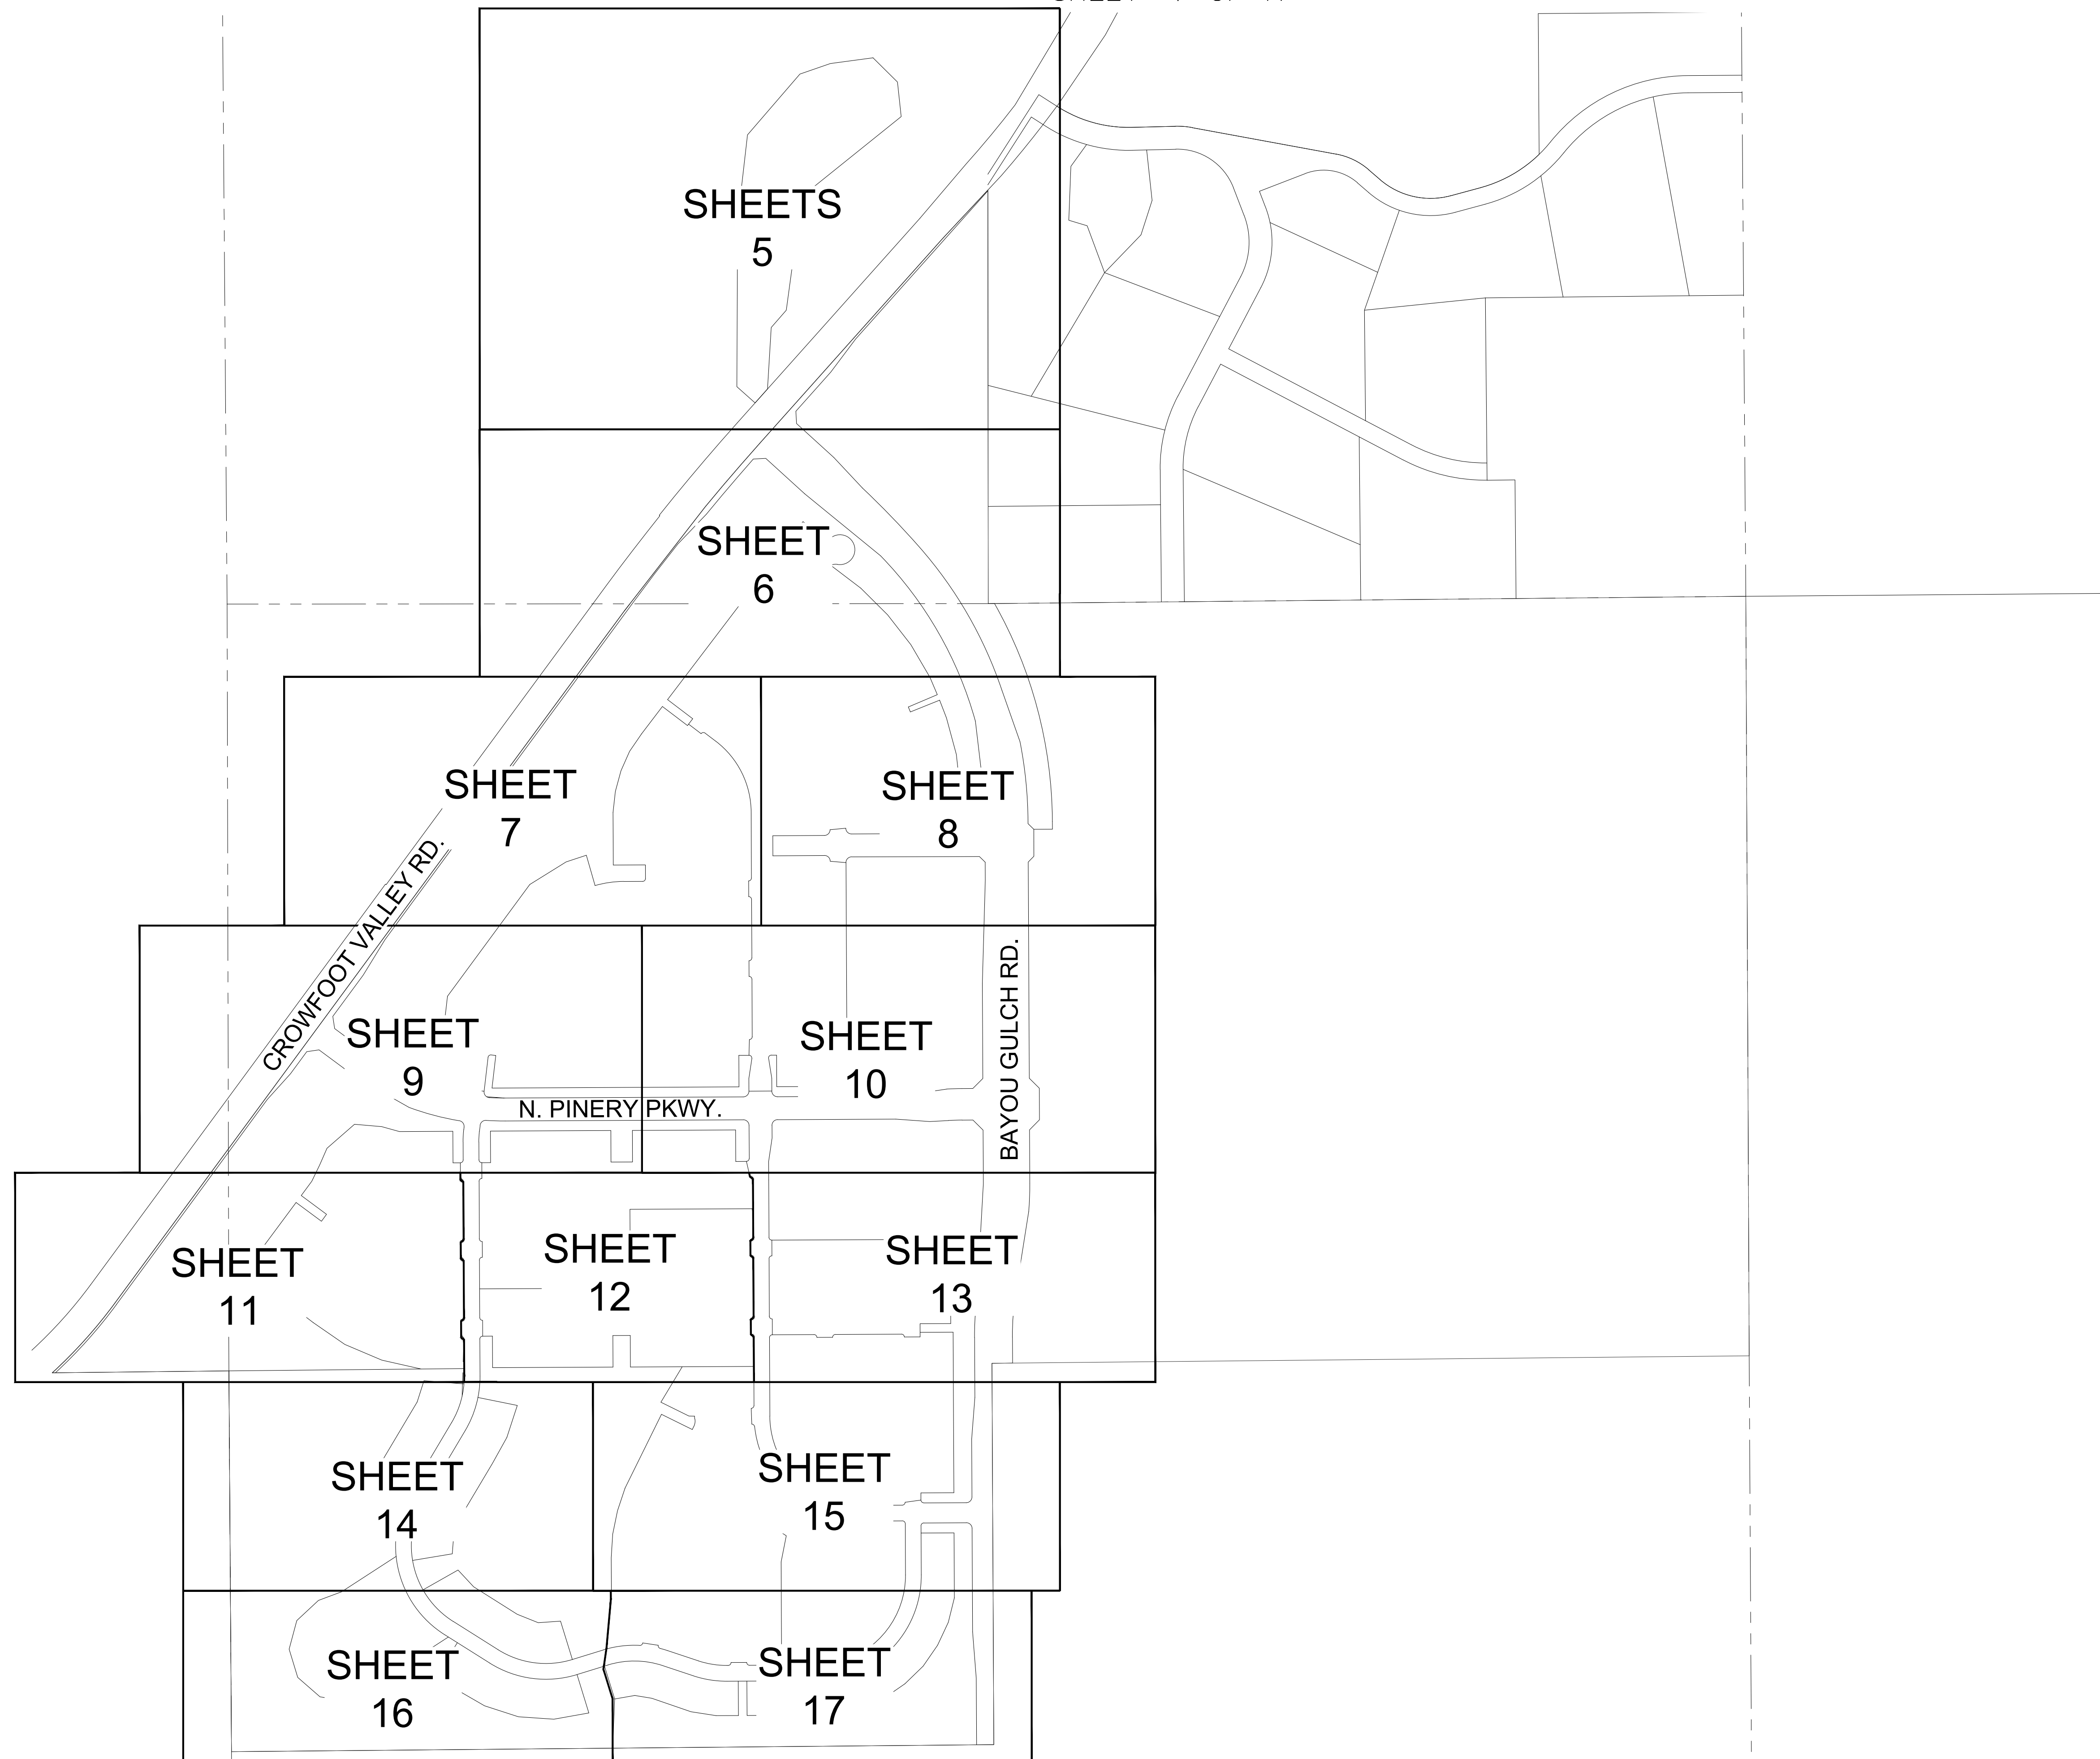 SHEETS
5
SHEET
6
SHEET
7
SHEET
8
CROWFOOT VALLEY RD.
SHEET
9
SHEET
10
BAYOU GULCH RD.
N. PINERY PKWY.
SHEET
11
SHEET
12
SHEET
13
SHEET
14
SHEET
15
SHEET
16
SHEET
17